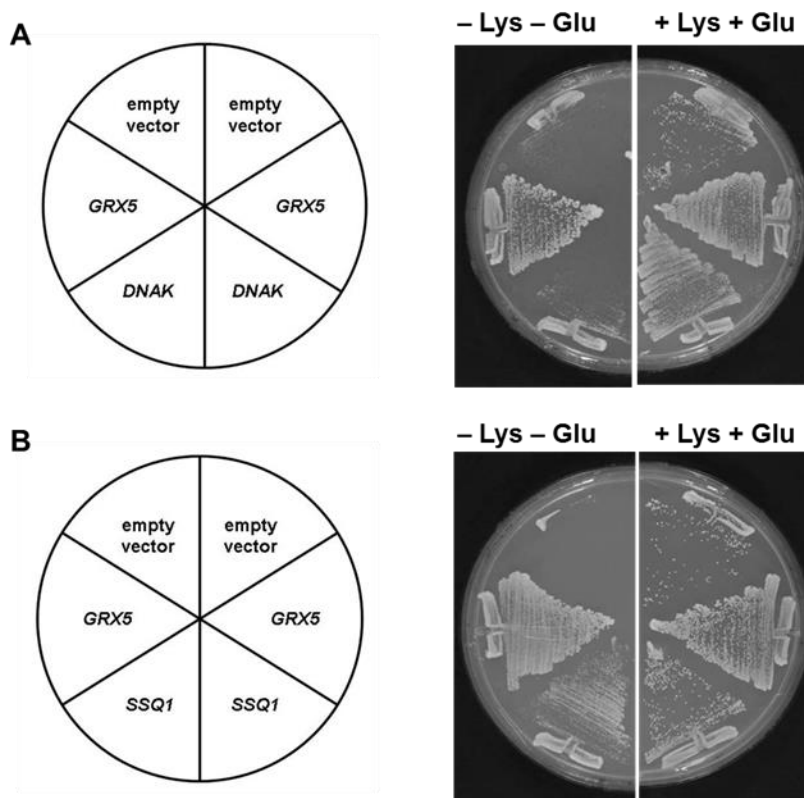 A
– Lys – Glu
+ Lys + Glu
empty
vector
empty
vector
GRX5
GRX5
DNAK
DNAK
B
– Lys – Glu
+ Lys + Glu
empty
vector
empty
vector
GRX5
GRX5
SSQ1
SSQ1